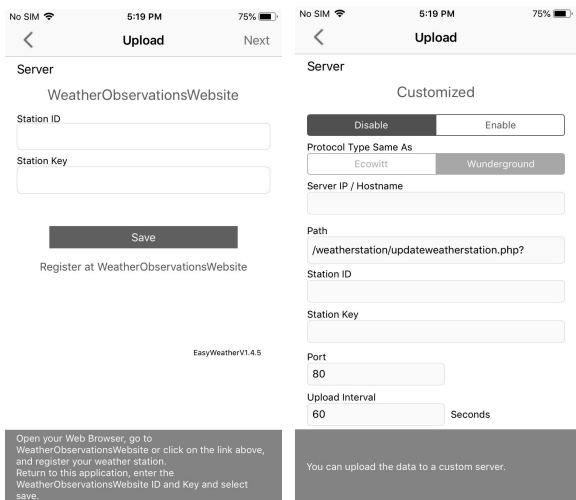 No SIM 5:19 PM 75%
Upload Next
Server
WeatherObservationsWebsite
Station ID
Station Key
Save
Register at WeatherObservationsWebsite
EasyWeatherV1.4.5
Open your Web Browser, go to
WeatherObservationsWebsite or click on the link above,
and register your weather station.
Return to this application, enter the
WeatherObservationsWebsite ID and Key and select
save.
No SIM 5:19 PM 75%
Upload
Server
Customized
Disable Enable
Protocol Type Same As
Ecowitt Wunderground
Server IP / Hostname
Path
/weatherstation/updateweatherstation.php?
Station ID
Station Key
Port
80
Upload Interval
60 Seconds
You can upload the data to a custom server.